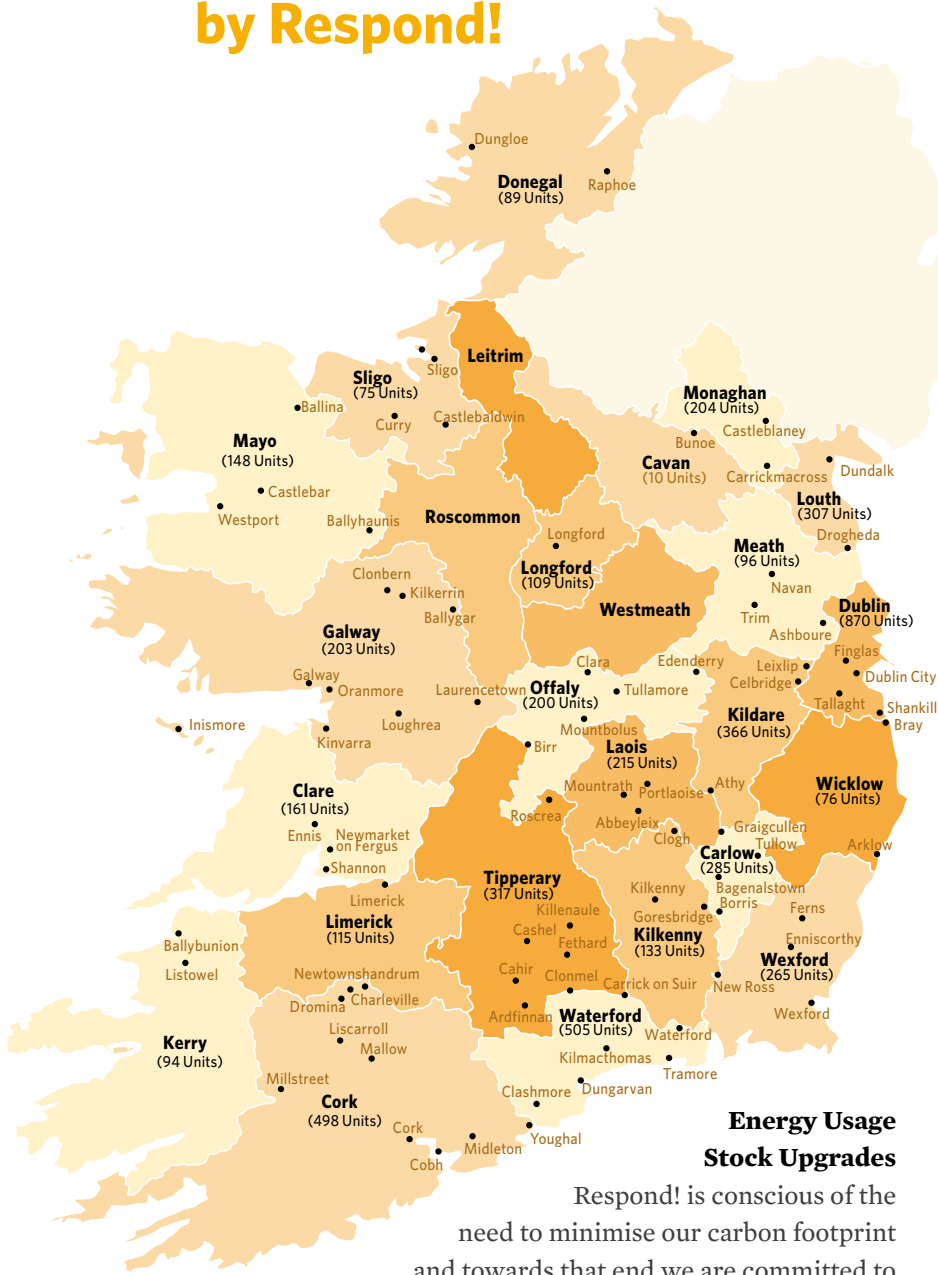 by Respond!
Dungloe
Donegal
(89 Units)
Raphoe
Leitrim
Sligo
Sligo
(75 Units)
Ballina
Curry
Castlebaldwin
Monaghan
(204 Units)
Castleblaney
Bunoe
Mayo
(148 Units)
Cavan
(10 Units)
Carrickmacross
Dundalk
Castlebar
Westport
Ballyhaunis
Roscommon
Louth
(307 Units)
Drogheda
Longford
Longford
(109 Units)
Meath
(96 Units)
Navan
Trim
Ashboure
Clonbern
Kilkerrin
Ballygar
Westmeath
Dublin
(870 Units)
Galway
(203 Units)
Finglas
Dublin City
Leixlip
Celbridge
Tallaght
Shankill
Bray
Galway
Oranmore
Laurencetown
Clara
Edenderry
Offaly
(200 Units)
Tullamore
Inismore
Loughrea
Kinvarra
Mountbolus
Birr
Kildare
(366 Units)
Laois
(215 Units)
Mountrath
Portlaoise
Athy
Abbeyleix
Clogh
Roscrea
Wicklow
(76 Units)
Clare
(161 Units)
Ennis
Newmarket
on Fergus
Shannon
Limerick
Graigcullen
Tullow
Arklow
Carlow
(285 Units)
Bagenalstown
Borris
Tipperary
(317 Units)
Killenaule
Cashel
Fethard
Kilkenny
Goresbridge
Kilkenny
(133 Units)
Ferns
Enniscorthy
Wexford
(265 Units)
Limerick
(115 Units)
Ballybunion
Listowel
Newtownshandrum
Dromina
Charleville
Cahir
Clonmel
Carrick on Suir
New Ross
Wexford
Ardfinnan
Waterford
(505 Units)
Waterford
Kilmacthomas
Tramore
Liscarroll
Mallow
Kerry
(94 Units)
Millstreet
Cork
(498 Units)
Clashmore
Dungarvan
Cork
Cobh
Midleton
Youghal
Energy Usage
Stock Upgrades
Respond! is conscious of the
need to minimise our carbon footprint
and towards that end we are committed to